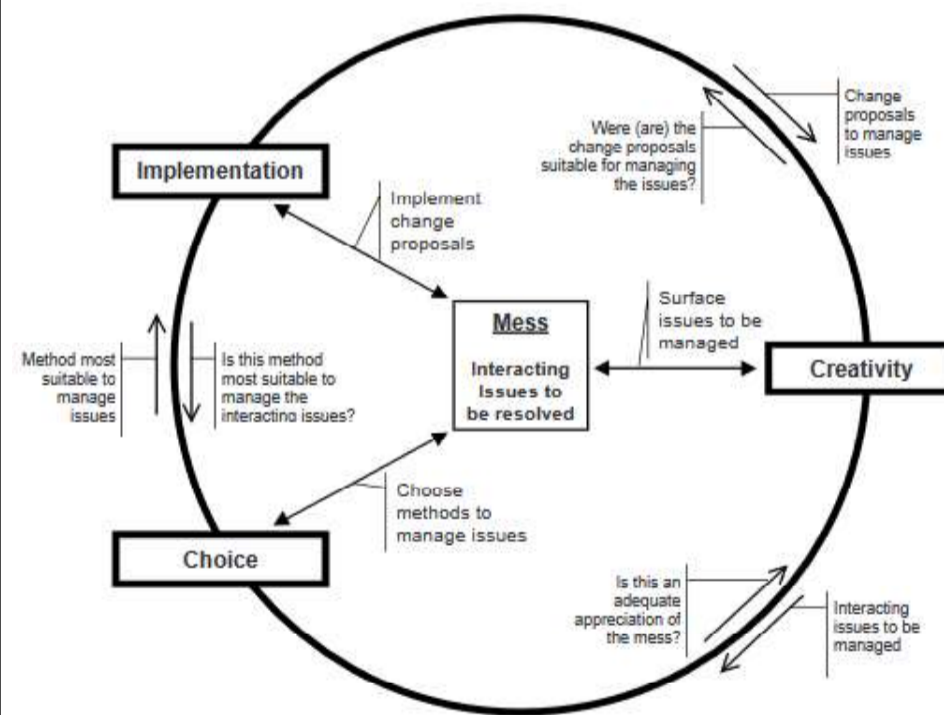 Change
proposals
to manage
issues
Were (are) the
change proposals
suitable for managing
the issues?
Implementation
Implement
change
proposals
Surface
issues to be
managed
Mess
Interacting
Issues to
be resolved
Creativity
Method most
suitable to
manage
issues
Is this method
most suitable to
manage the
interacting issues?
Choose
methods to
manage issues
Choice
Is this an
adequate
appreciation of
the mess?
Interacting
issues to be
managed